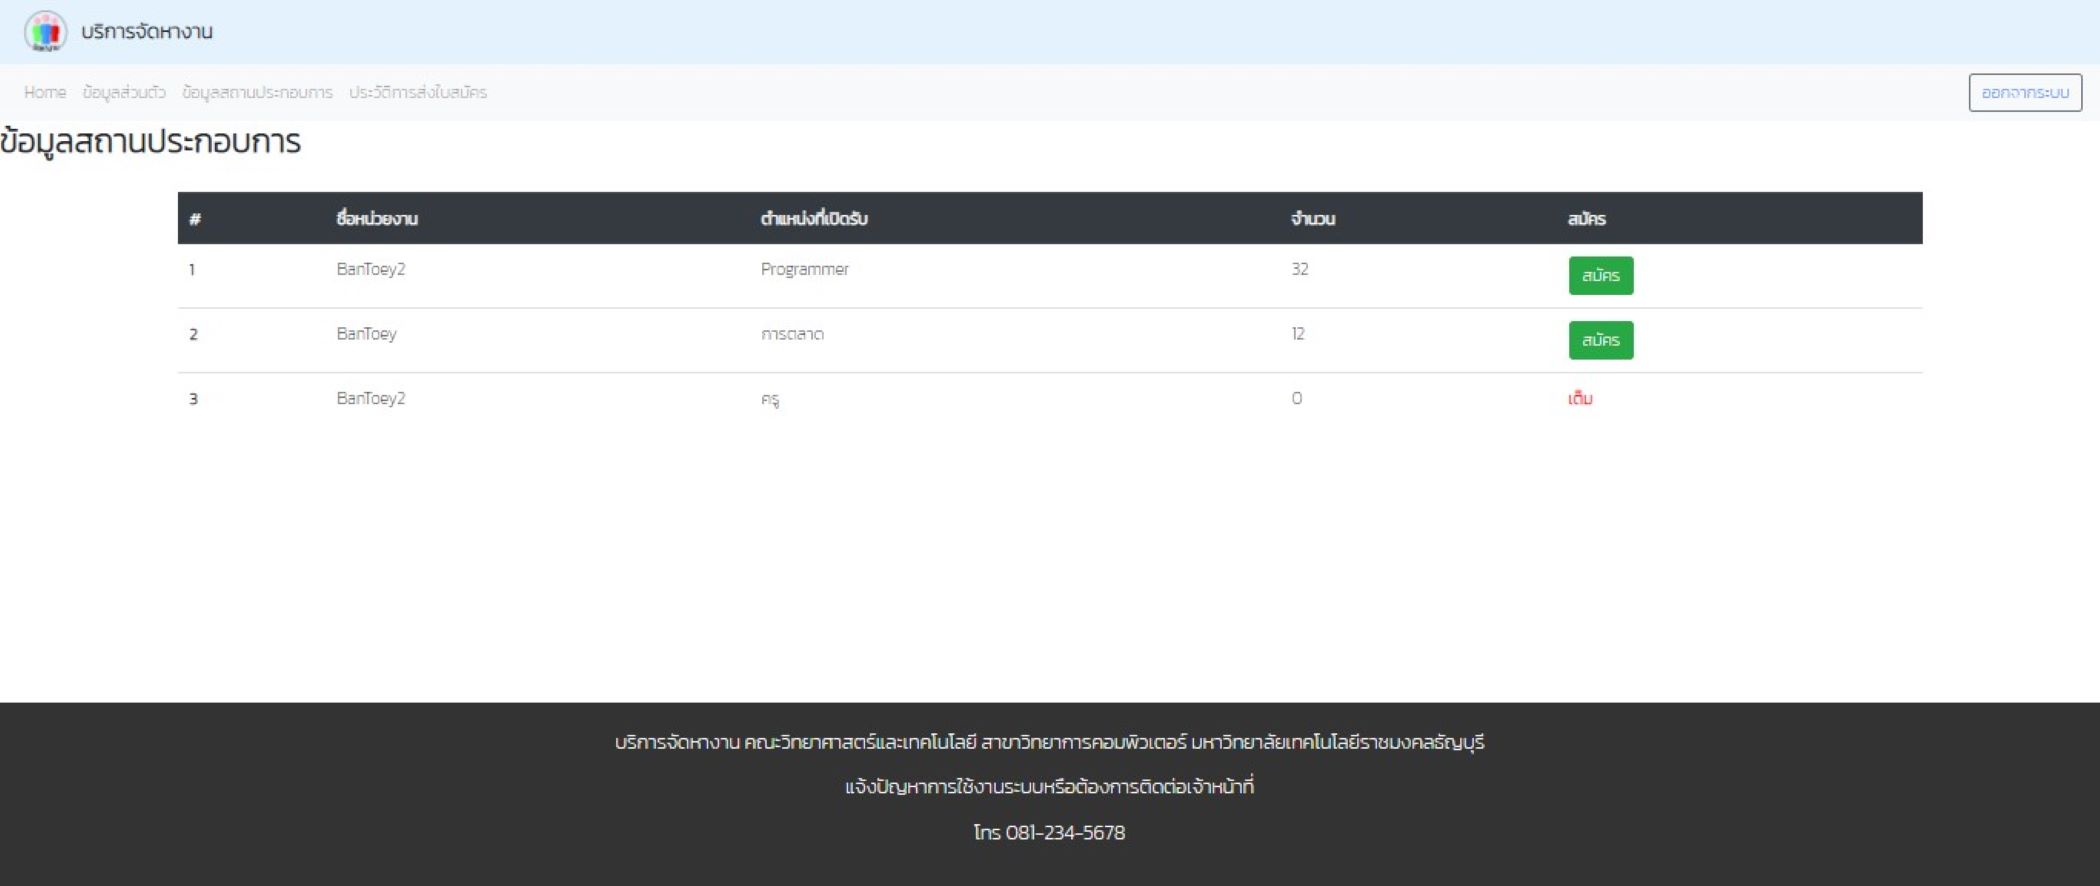 บริการจัดหางาน
Home ข้อมูลส่วนตัว ข้อมูลสถานประกอบการ ประวัติการส่งใบสมัคร ออกจากระบบ
ข้อมูลสถานประกอบการ
# ชื่อหน่วยงาน ตำแหน่งที่เปิดรับ จำนวน สมัคร
1 BanToey2 Programmer 32 สมัคร
2 BanToey การตลาด 12 สมัคร
3 BanToey2 ครู 0 เต็ม
บริการจัดหางาน คณะวิทยาศาสตร์และเทคโนโลยี สาขาวิทยาการคอมพิวเตอร์ มหาวิทยาลัยเทคโนโลยีราชมงคลธัญบุรี
แจ้งปัญหาการใช้งานระบบหรือต้องการติดต่อเจ้าหน้าที่
โทร 081-234-5678